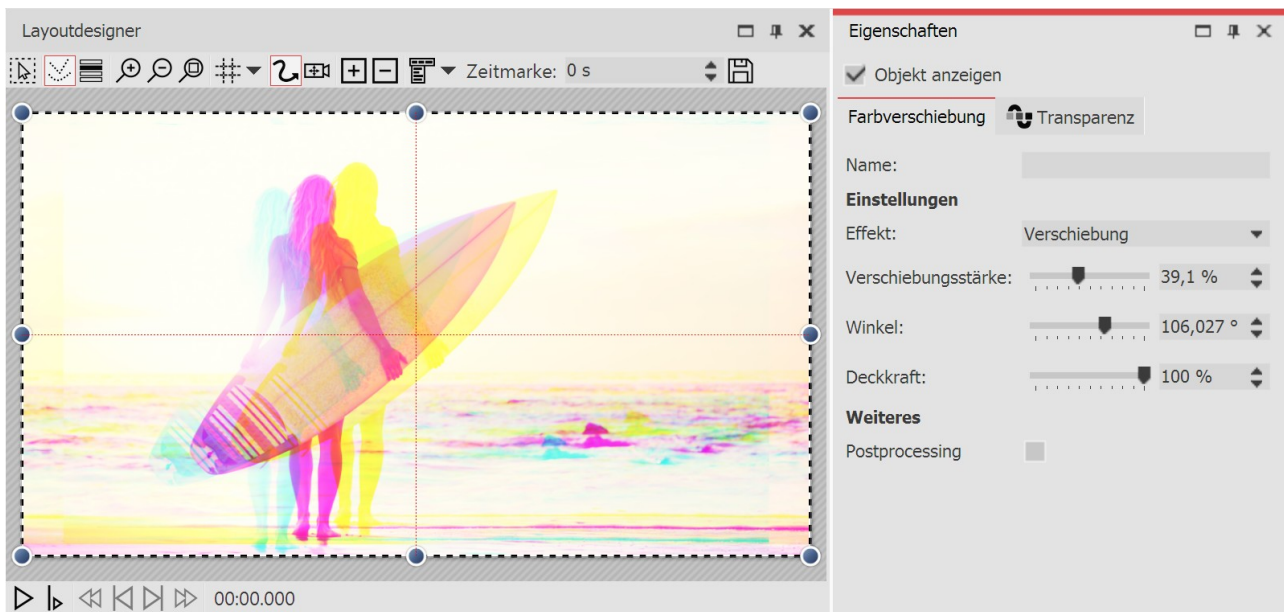 Layoutdesigner
Zeitmarke: 0 s
00:00.000
Eigenschaften
Objekt anzeigen
Farbverschiebung Transparenz
Name:
Einstellungen
Effekt: Verschiebung
Verschiebungsstärke: 39,1 %
Winkel: 106,027 °
Deckkraft: 100 %
Weiteres
Postprocessing